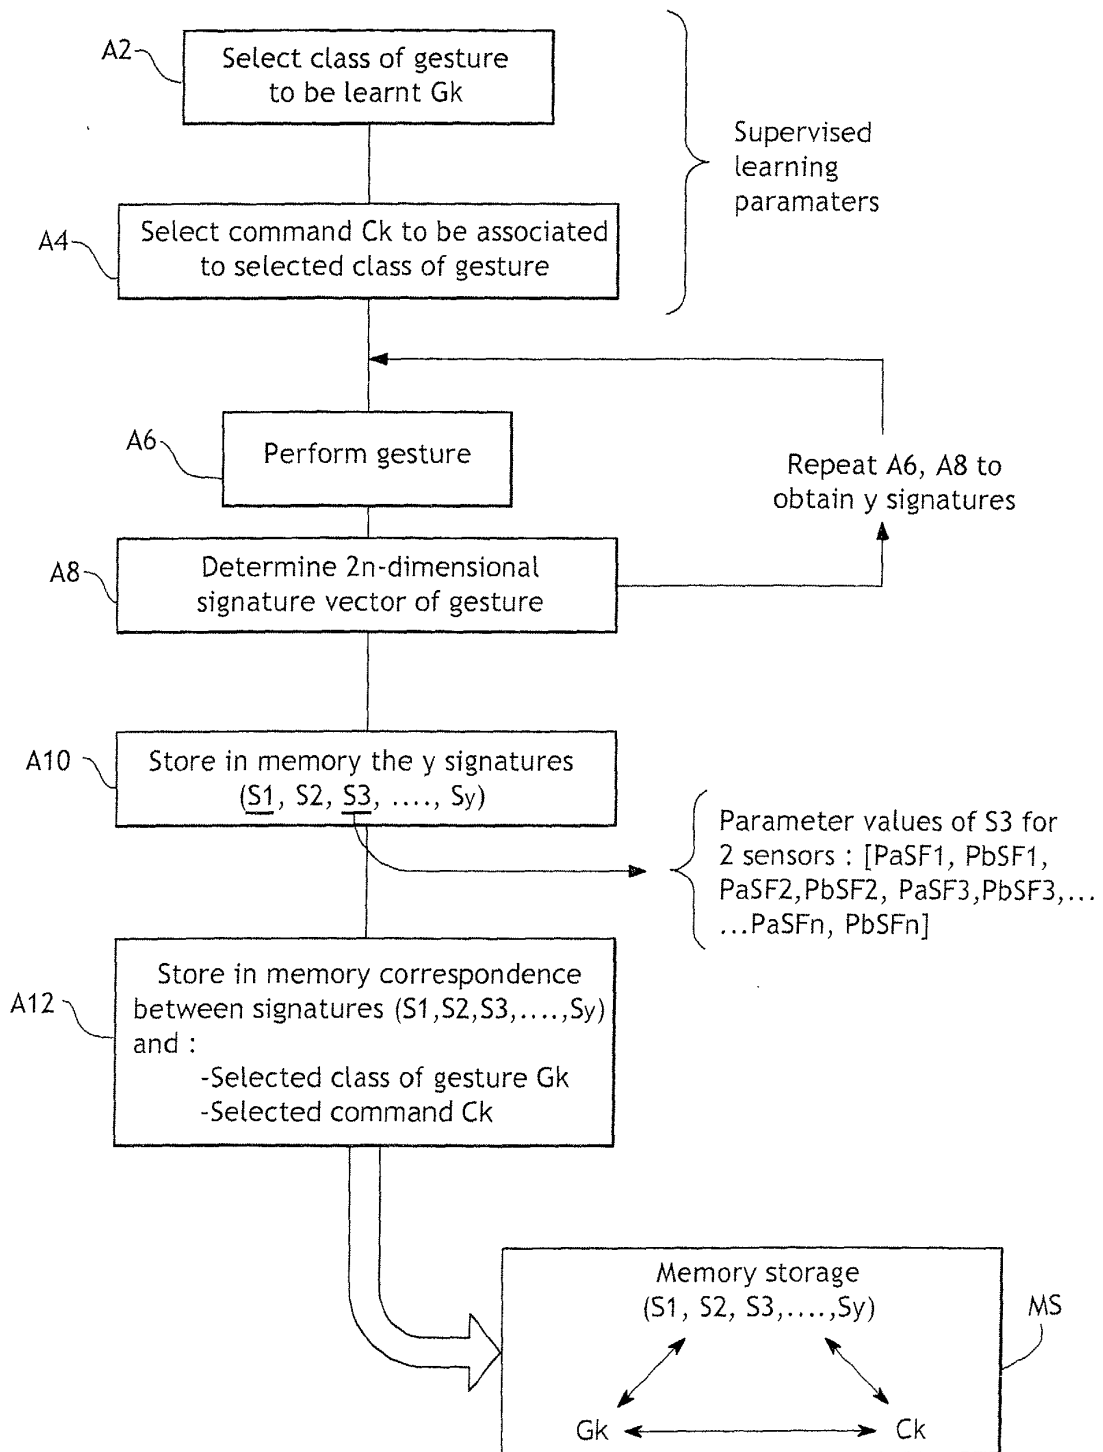 A2
Select class of gesture
to be learnt Gk
Supervised
learning
paramaters
A4
Select command Ck to be associated
to selected class of gesture
A6
Perform gesture
Repeat A6, A8 to
obtain y signatures
A8
Determine 2n-dimensional
signature vector of gesture
A10
Store in memory the y signatures
(S1, S2, S3, ...., Sy)
Parameter values of S3 for
2 sensors : [PaSF1, PbSF1,
PaSF2,PbSF2, PaSF3,PbSF3,...
...PaSFn, PbSFn]
A12
Store in memory correspondence
between signatures (S1,S2,S3,....,Sy)
and :
-Selected class of gesture Gk
-Selected command Ck
Memory storage
(S1, S2, S3,....,Sy)
MS
Gk
Ck